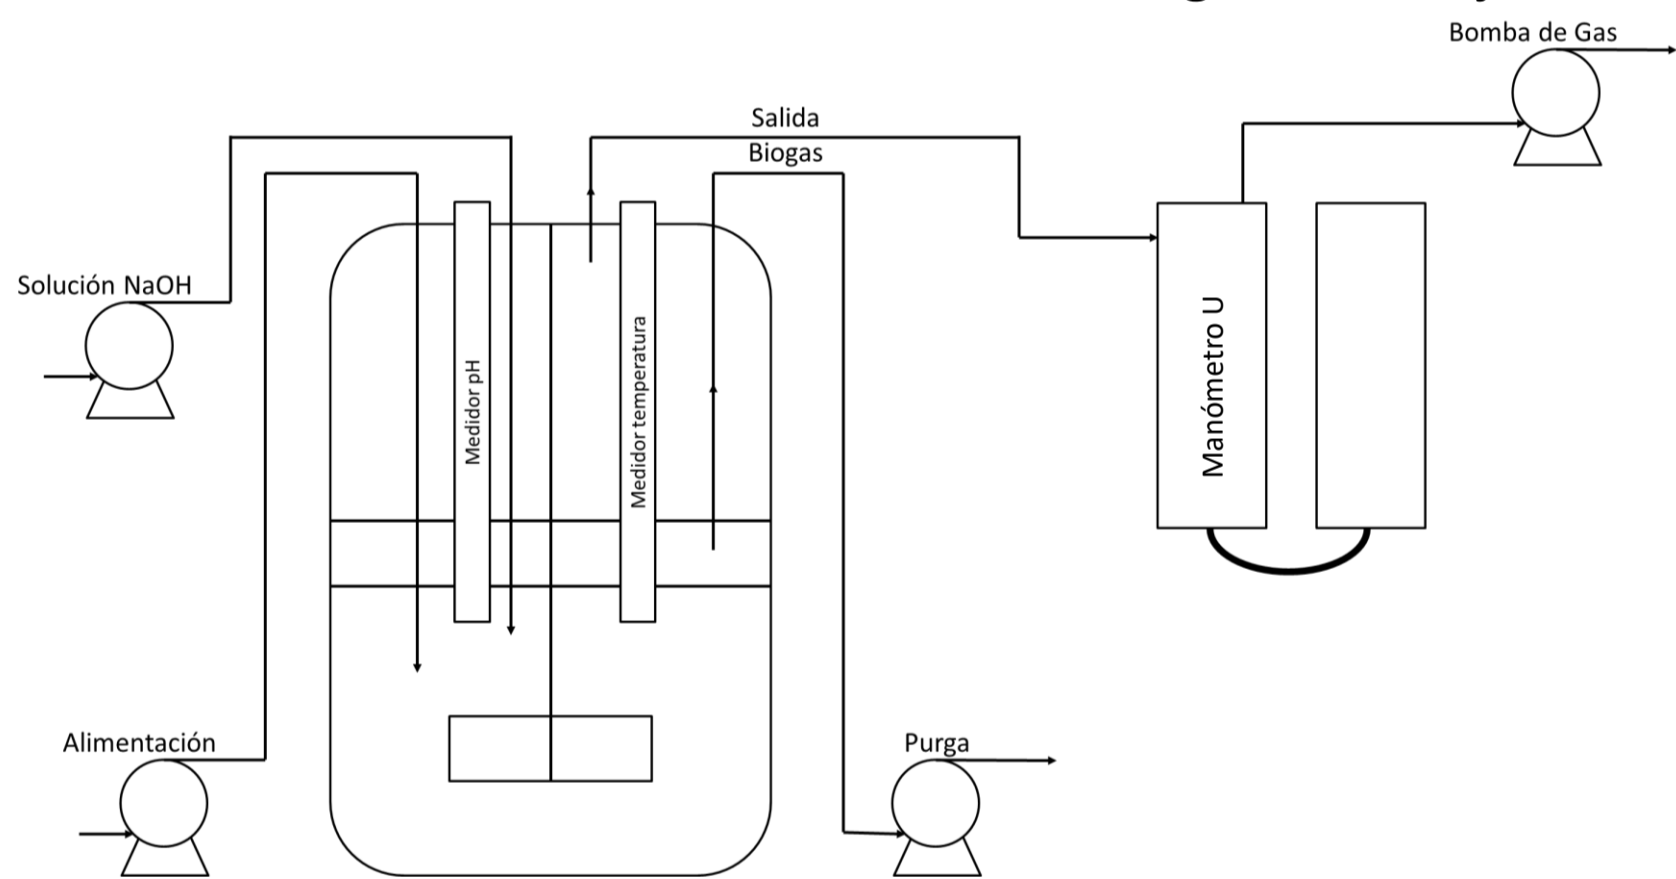 Bomba de Gas
Salida
Biogas
Solución NaOH
Medidor pH
Medidor temperatura
Manómetro U
Alimentación
Purga